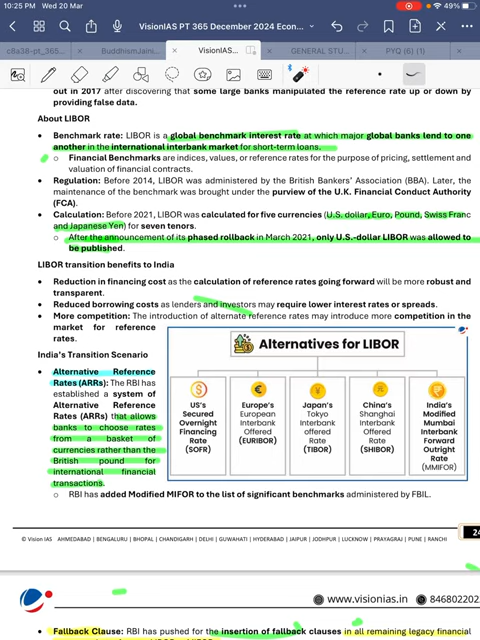 10:25 PM Wed 20 Mar
49%
VisionIAS PT 365 December 2024 Econ...
c8a38-pt_365...
BuddhismJaini...
VisionIAS...
GENERAL STU...
PYQ (6) (1)
out in 2017 after discovering that some large banks manipulated the reference rate up or down by
providing false data.
About LIBOR
• Benchmark rate: LIBOR is a global benchmark interest rate at which major global banks lend to one
another in the international interbank market for short-term loans.
o Financial Benchmarks are indices, values, or reference rates for the purpose of pricing, settlement and
valuation of financial contracts.
• Regulation: Before 2014, LIBOR was administered by the British Bankers' Association (BBA). Later, the
maintenance of the benchmark was brought under the purview of the U.K. Financial Conduct Authority
(FCA).
• Calculation: Before 2021, LIBOR was calculated for five currencies (U.S. dollar, Euro, Pound, Swiss Franc
and Japanese Yen) for seven tenors.
o After the announcement of its phased rollback in March 2021, only U.S.-dollar LIBOR was allowed to
be published.
LIBOR transition benefits to India
• Reduction in financing cost as the calculation of reference rates going forward will be more robust and
transparent.
• Reduced borrowing costs as lenders and investors may require lower interest rates or spreads.
• More competition: The introduction of alternate reference rates may introduce more competition in the
market for reference
rates.
India's Transition Scenario
• Alternative Reference
Rates (ARRs): The RBI has
established a system of
Alternative Reference
Rates (ARRs) that allows
banks to choose rates
from a basket of
currencies rather than the
British pound for
international financial
transactions.
Alternatives for LIBOR
US's
Secured
Overnight
Financing
Rate
(SOFR)
Europe's
European
Interbank
Offered
(EURIBOR)
Japan's
Tokyo
Interbank
offered
Rate
(TIBOR)
China's
Shanghai
Interbank
Offered
Rate
(SHIBOR)
India's
Modified
Mumbai
Interbank
Forward
Outright
Rate
(MMIFOR)
o RBI has added Modified MIFOR to the list of significant benchmarks administered by FBIL.
© Vision IAS AHMEDABAD | BENGALURU | BHOPAL | CHANDIGARH | DELHI | GUWAHATI | HYDERABAD | JAIPUR | JODHPUR | LUCKNOW | PRAYAGRAJ | PUNE | RANCHI
24
www.visionias.in
846802202
• Fallback Clause: RBI has pushed for the insertion of fallback clauses in all remaining legacy financial